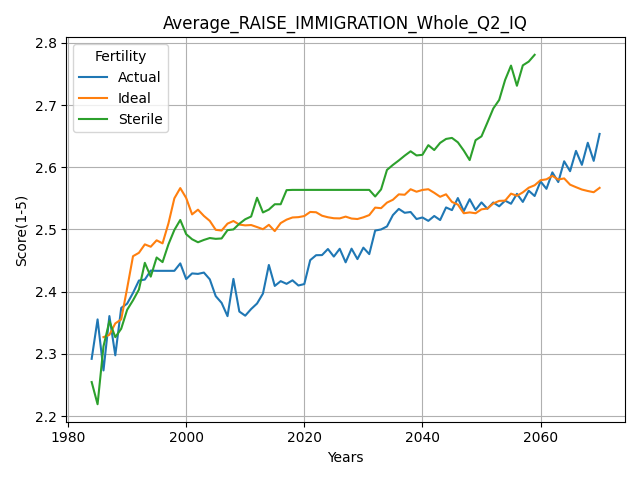 Average_RAISE_IMMIGRATION_Whole_Q2_IQ
Fertility
Actual
Ideal
Sterile
Score(1-5)
2.8
2.7
2.6
2.5
2.4
2.3
2.2
1980
2000
2020
2040
2060
Years